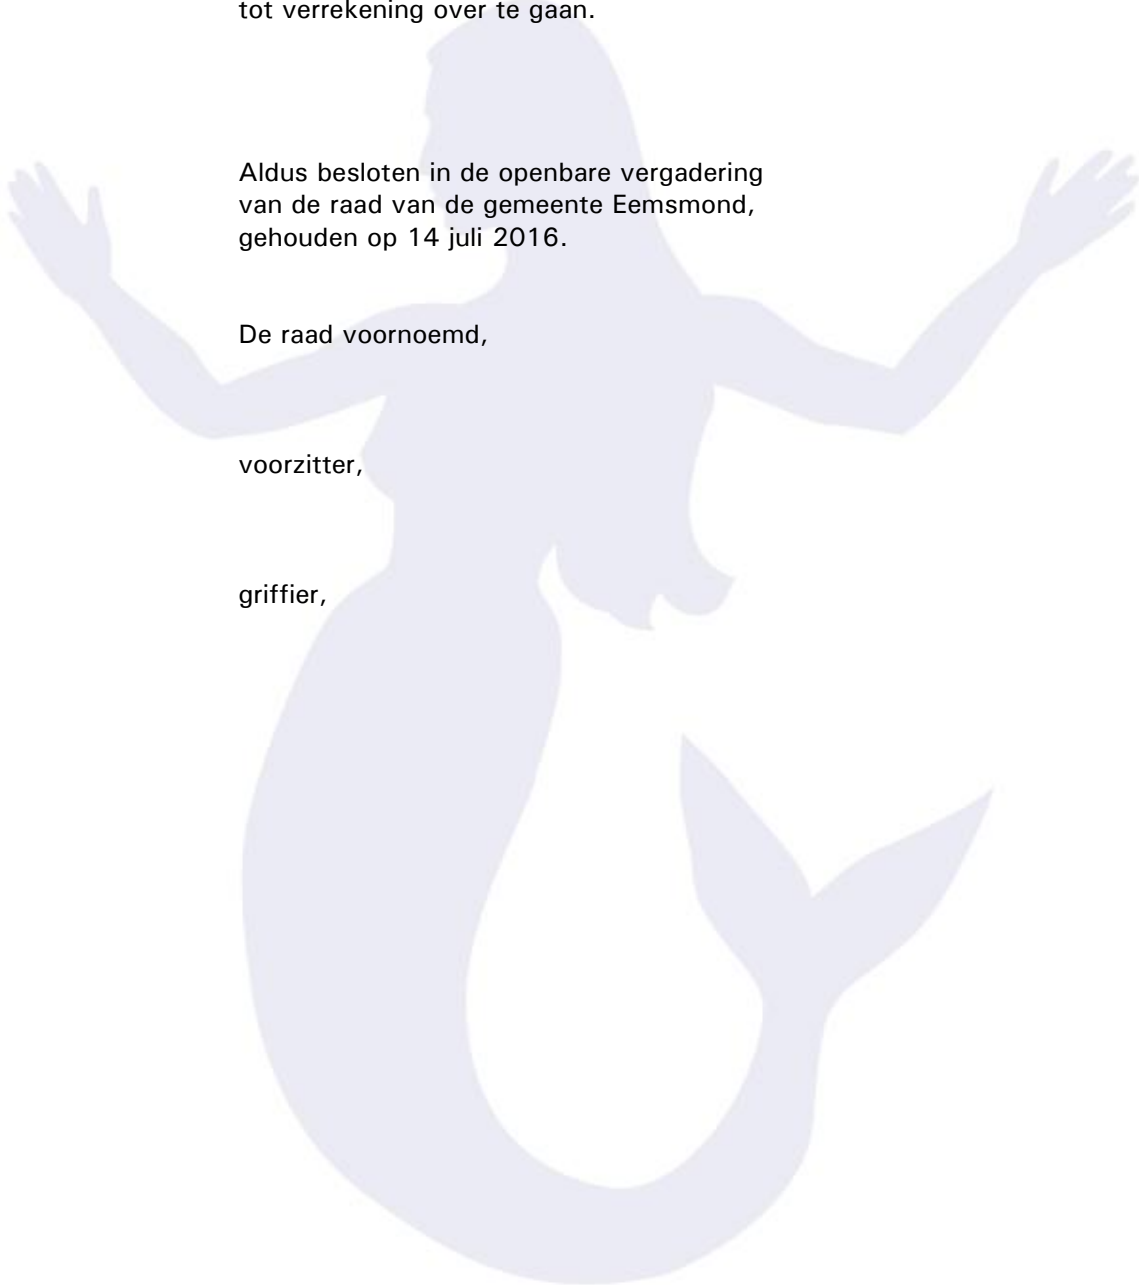 tot verrekening over te gaan.
Aldus besloten in de openbare vergadering
van de raad van de gemeente Eemsmond,
gehouden op 14 juli 2016.
De raad voornoemd,
voorzitter,
griffier,